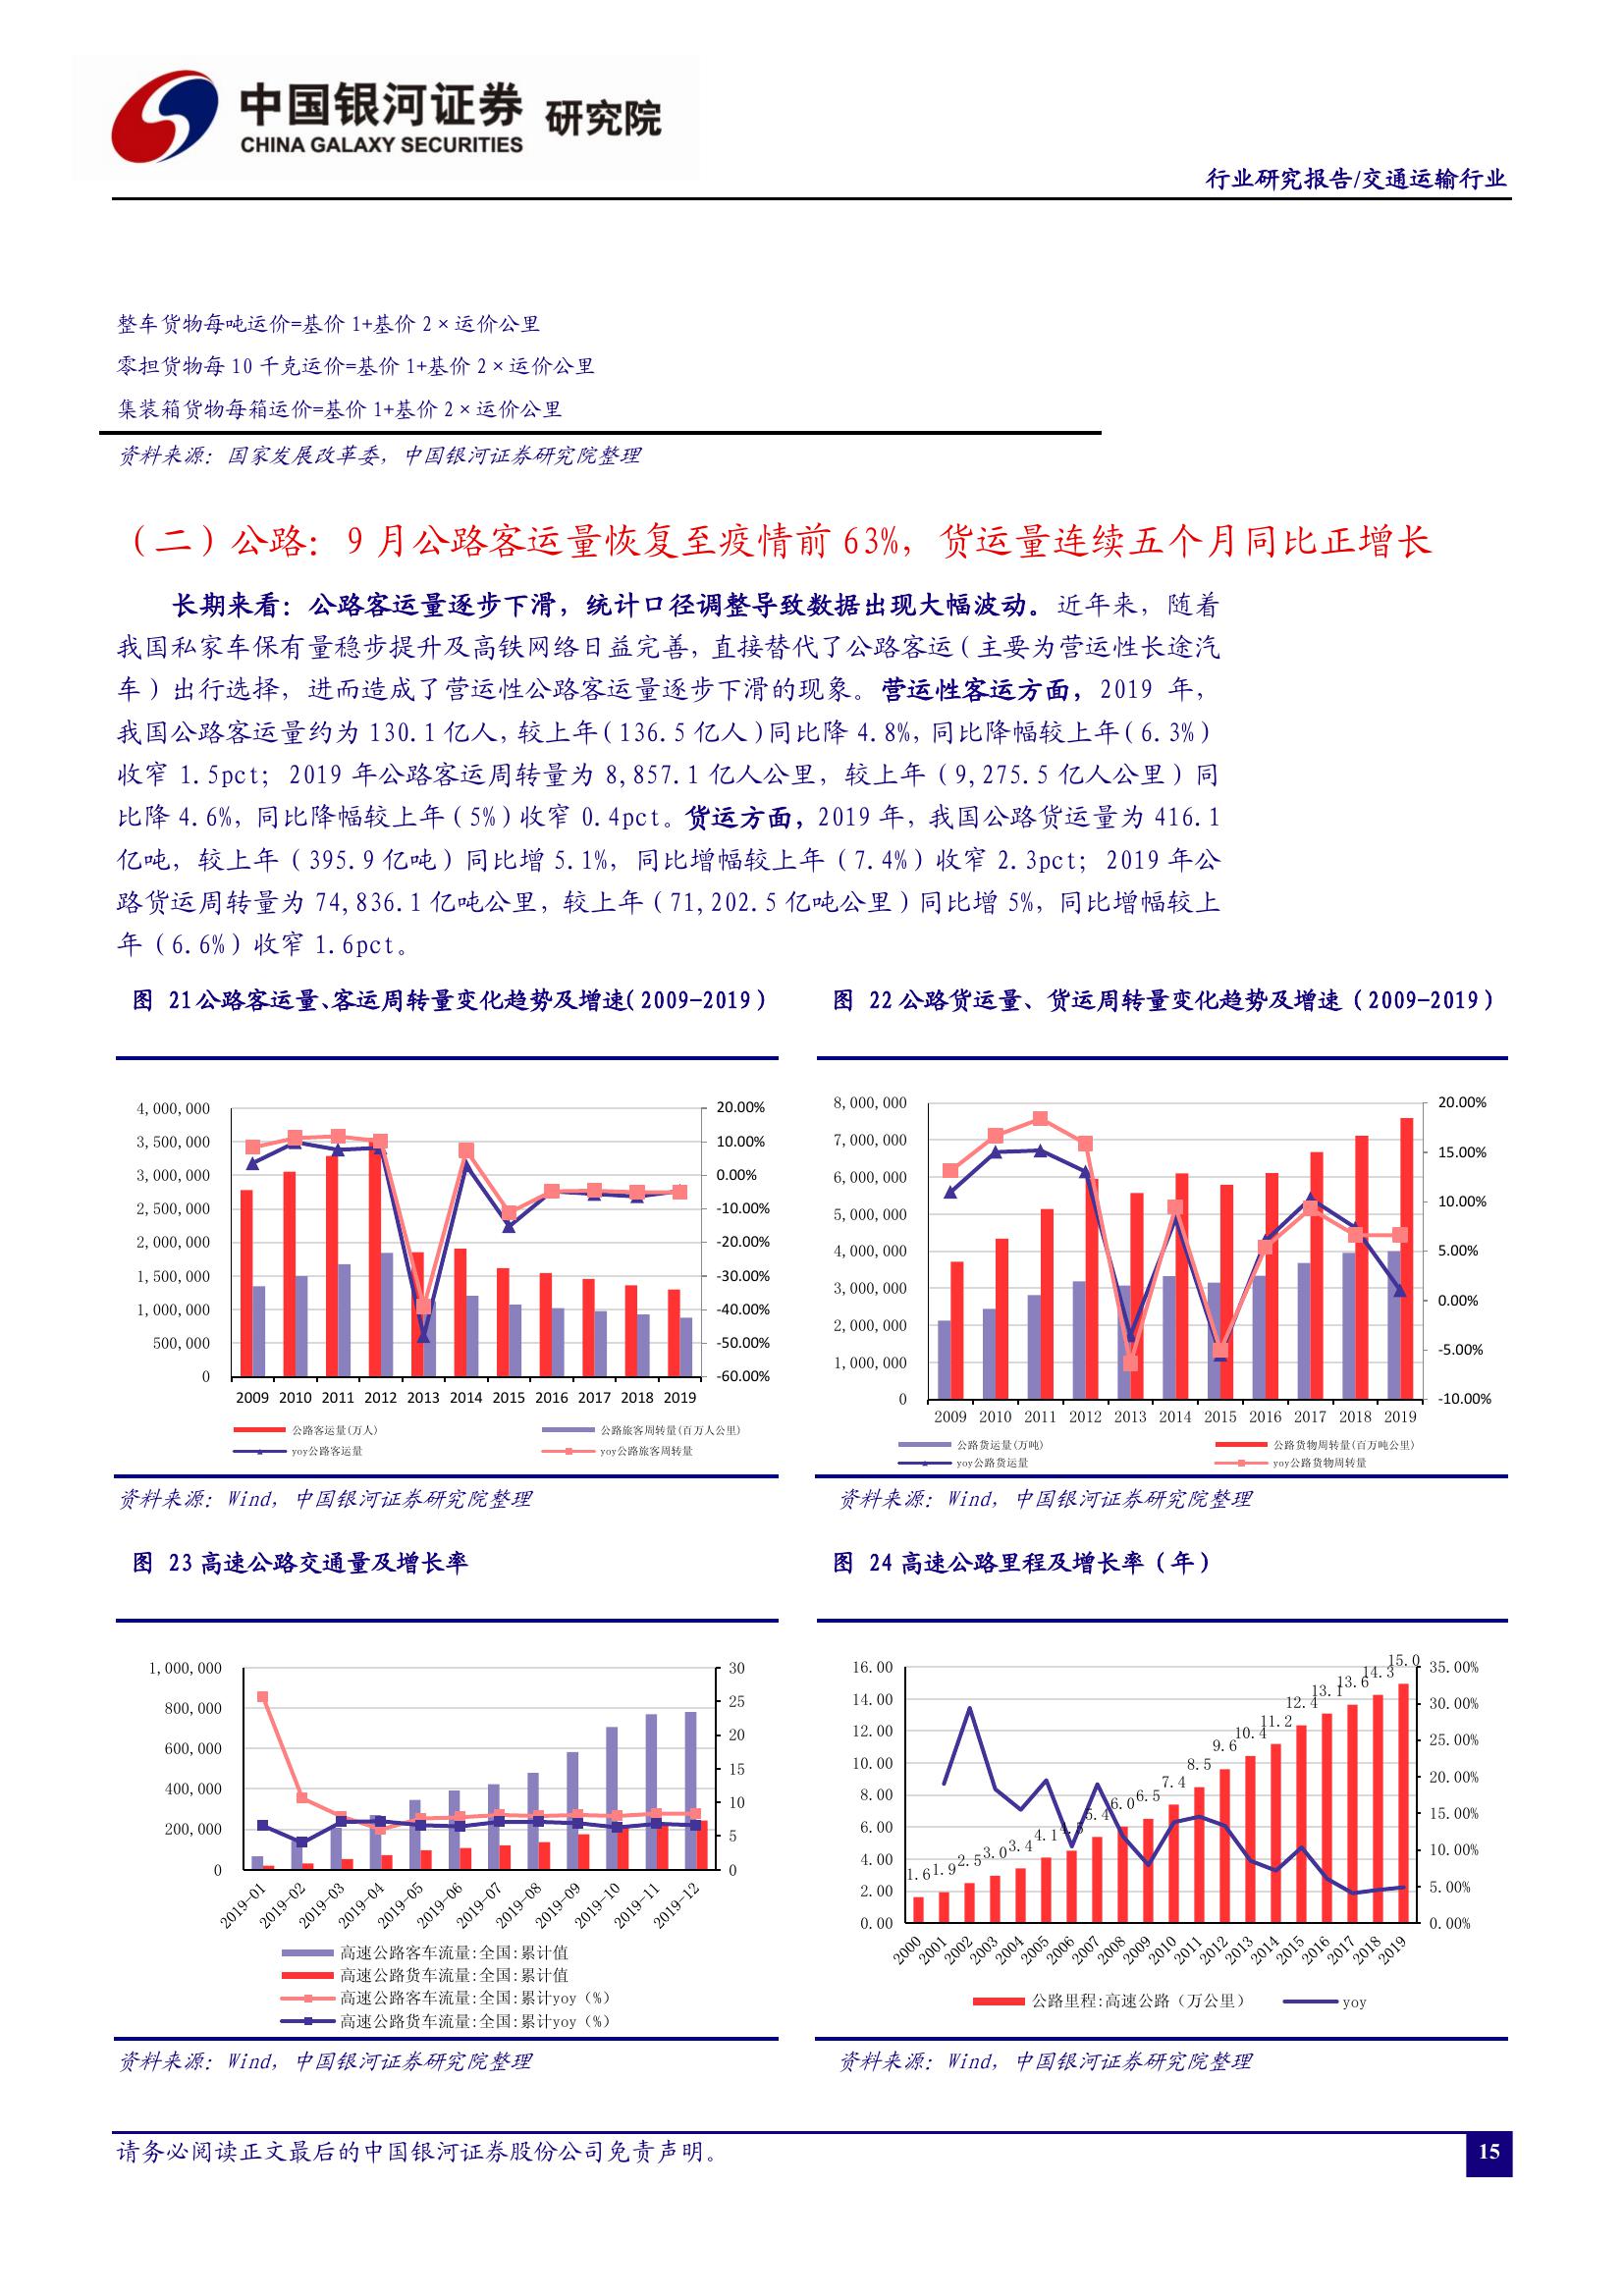 中国银河证券 研究院
CHINA GALAXY SECURITIES
行业研究报告/交通运输行业
整车货物每吨运价=基价 1+基价 2×运价公里
零担货物每 10 千克运价=基价 1+基价 2×运价公里
集装箱货物每箱运价=基价 1+基价 2×运价公里
资料来源：国家发展改革委，中国银河证券研究院整理
（二）公路：9 月公路客运量恢复至疫情前 63%，货运量连续五个月同比正增长
长期来看：公路客运量逐步下滑，统计口径调整导致数据出现大幅波动。近年来，随着
我国私家车保有量稳步提升及高铁网络日益完善，直接替代了公路客运（主要为营运性长途汽
车）出行选择，进而造成了营运性公路客运量逐步下滑的现象。营运性客运方面，2019 年，
我国公路客运量约为 130.1 亿人，较上年（136.5 亿人）同比降 4.8%，同比降幅较上年（6.3%）
收窄 1.5pct；2019 年公路客运周转量为 8,857.1 亿人公里，较上年（9,275.5 亿人公里）同
比降 4.6%，同比降幅较上年（5%）收窄 0.4pct。货运方面，2019 年，我国公路货运量为 416.1
亿吨，较上年（395.9 亿吨）同比增 5.1%，同比增幅较上年（7.4%）收窄 2.3pct；2019 年公
路货运周转量为 74,836.1 亿吨公里，较上年（71,202.5 亿吨公里）同比增 5%，同比增幅较上
年（6.6%）收窄 1.6pct。
图 21公路客运量、客运周转量变化趋势及增速（2009-2019）
4,000,000
3,500,000
3,000,000
2,500,000
2,000,000
1,500,000
1,000,000
500,000
0
20.00%
10.00%
0.00%
-10.00%
-20.00%
-30.00%
-40.00%
-50.00%
-60.00%
2009 2010 2011 2012 2013 2014 2015 2016 2017 2018 2019
公路客运量(万人) 公路旅客周转量(百万人公里)
yoy公路客运量 yoy公路旅客周转量
资料来源：Wind，中国银河证券研究院整理
图 22 公路货运量、货运周转量变化趋势及增速（2009-2019）
8,000,000
7,000,000
6,000,000
5,000,000
4,000,000
3,000,000
2,000,000
1,000,000
0
20.00%
15.00%
10.00%
5.00%
0.00%
-5.00%
-10.00%
2009 2010 2011 2012 2013 2014 2015 2016 2017 2018 2019
公路货运量(万吨) 公路货物周转量(百万吨公里)
yoy公路货运量 yoy公路货物周转量
资料来源：Wind，中国银河证券研究院整理
图 23 高速公路交通量及增长率
1,000,000
800,000
600,000
400,000
200,000
0
30
25
20
15
10
5
0
2019-01 2019-02 2019-03 2019-04 2019-05 2019-06 2019-07 2019-08 2019-09 2019-10 2019-11 2019-12
高速公路客车流量:全国:累计值
高速公路货车流量:全国:累计值
高速公路客车流量:全国:累计yoy（%）
高速公路货车流量:全国:累计yoy（%）
资料来源：Wind，中国银河证券研究院整理
图 24 高速公路里程及增长率（年）
16.00
14.00
12.00
10.00
8.00
6.00
4.00
2.00
0.00
1.6 1.9 2.5 3.0 3.4 4.1 4.5 5.4 6.0 6.5 7.4 8.5 9.6 10.4 11.2 12.4 13.1 13.6 14.3 15.0
35.00%
30.00%
25.00%
20.00%
15.00%
10.00%
5.00%
0.00%
2000 2001 2002 2003 2004 2005 2006 2007 2008 2009 2010 2011 2012 2013 2014 2015 2016 2017 2018 2019
公路里程:高速公路（万公里） yoy
资料来源：Wind，中国银河证券研究院整理
请务必阅读正文最后的中国银河证券股份公司免责声明。
15